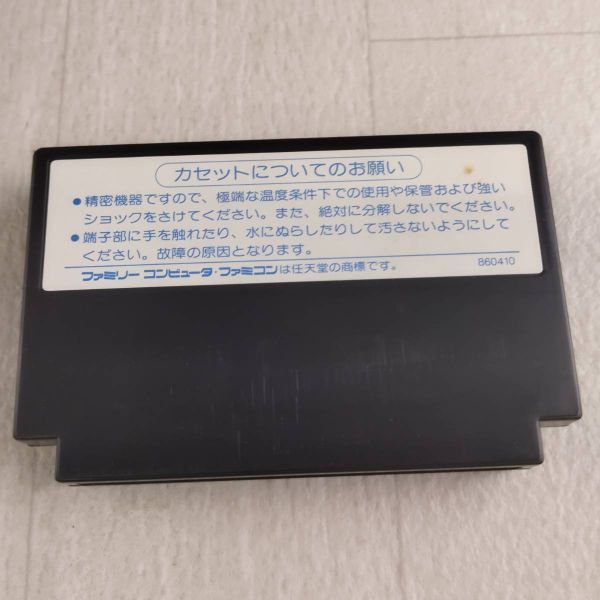 カセットについてのお願い
●精密機器ですので、極端な温度条件下での使用や保管および強い
ショックをさけてください。また、絶対に分解しないでください。
●端子部に手を触れたり、水にぬらしたりして汚さないようにして
ください。故障の原因となります。
ファミリー コンピュータ・ファミコンは任天堂の商標です。 860410